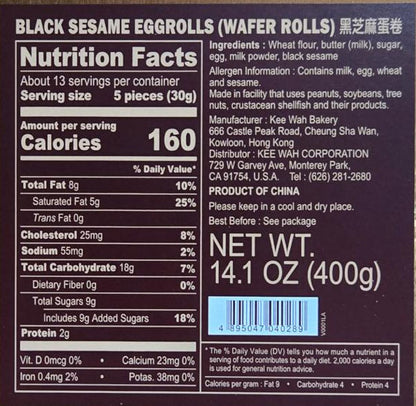 BLACK SESAME EGGROLLS (WAFER ROLLS) 黑芝麻蛋卷
Nutrition Facts
About 13 servings per container
Serving size 5 pieces (30g)
Amount per serving
Calories 160
% Daily Value*
Total Fat 8g 10%
Saturated Fat 5g 25%
Trans Fat 0g
Cholesterol 25mg 8%
Sodium 55mg 2%
Total Carbohydrate 18g 7%
Dietary Fiber 0g 0%
Total Sugars 9g
Includes 9g Added Sugars 18%
Protein 2g
Vit. D 0mcg 0% • Calcium 23mg 0%
Iron 0.4mg 2% • Potas. 38mg 0%
Ingredients : Wheat flour, butter (milk), sugar,
egg, milk powder, black sesame
Allergen Information : Contains milk, egg, wheat
and sesame.
Made in facility that uses peanuts, soybeans, tree
nuts, crustacean shellfish and their products.
Manufacturer : Kee Wah Bakery
666 Castle Peak Road, Cheung Sha Wan,
Kowloon, Hong Kong
Distributor : KEE WAH CORPORATION
729 W Garvey Ave, Monterey Park,
CA 91754, U.S.A. Tel : (626) 281-2680
PRODUCT OF CHINA
Please keep in a cool and dry place.
Best Before : See package
NET WT.
14.1 OZ (400g)
4 895047 040289
V0001LA
*The % Daily Value (DV) tells you how much a nutrient in a
serving of food contributes to a daily diet. 2,000 calories a day
is used for general nutrition advice.
Calories per gram : Fat 9 • Carbohydrate 4 • Protein 4